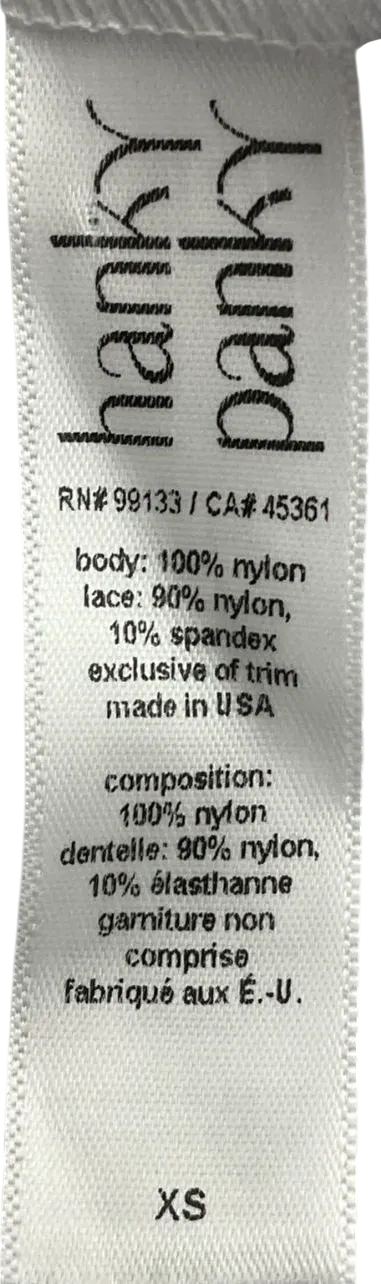 hanky
panky
RN# 99133 / CA# 45361
body: 100% nylon
lace: 90% nylon,
10% spandex
exclusive of trim
made in USA
composition:
100% nylon
dentelle: 90% nylon,
10% élasthanne
garniture non
comprise
fabriqué aux É.-U.
XS